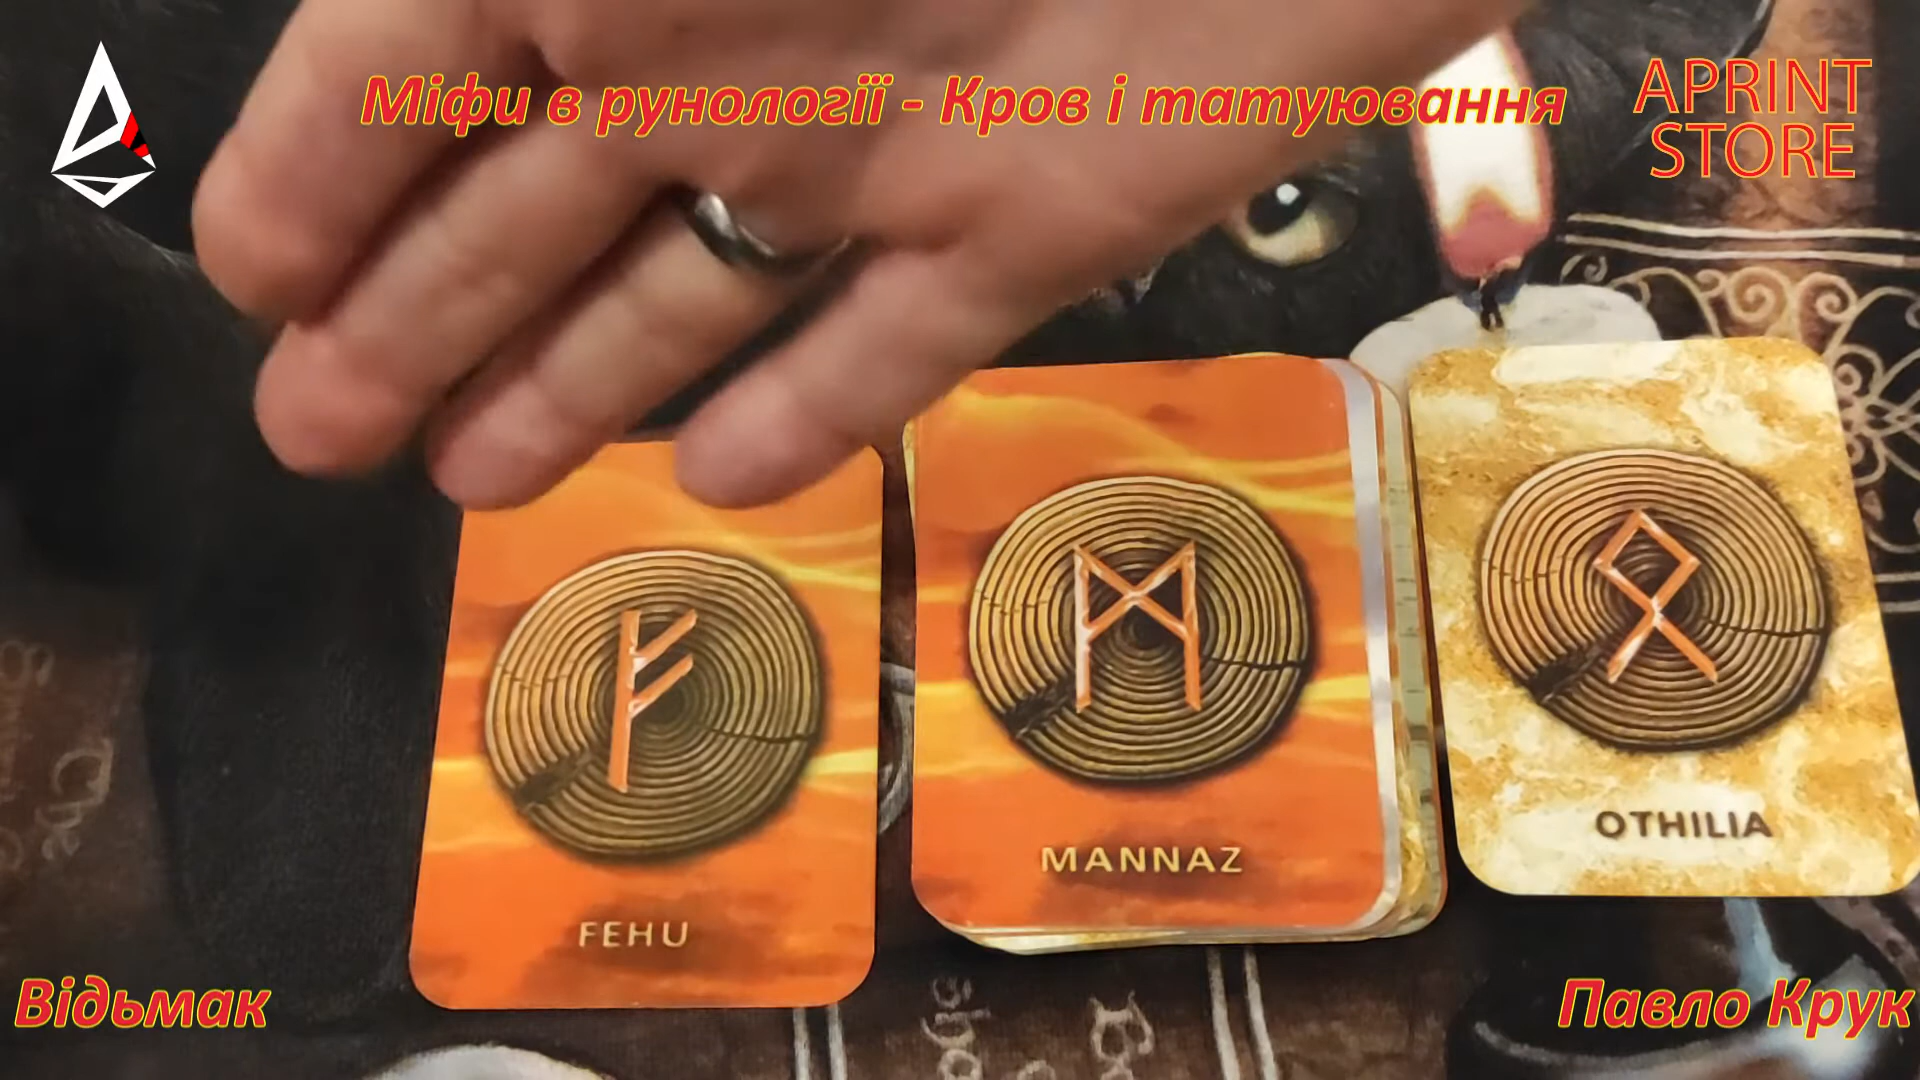 Міфи в рунології - Кров і татуювання
APRINT
STORE
FEHU
MANNAZ
OTHILIA
Відьмак
Павло Крук